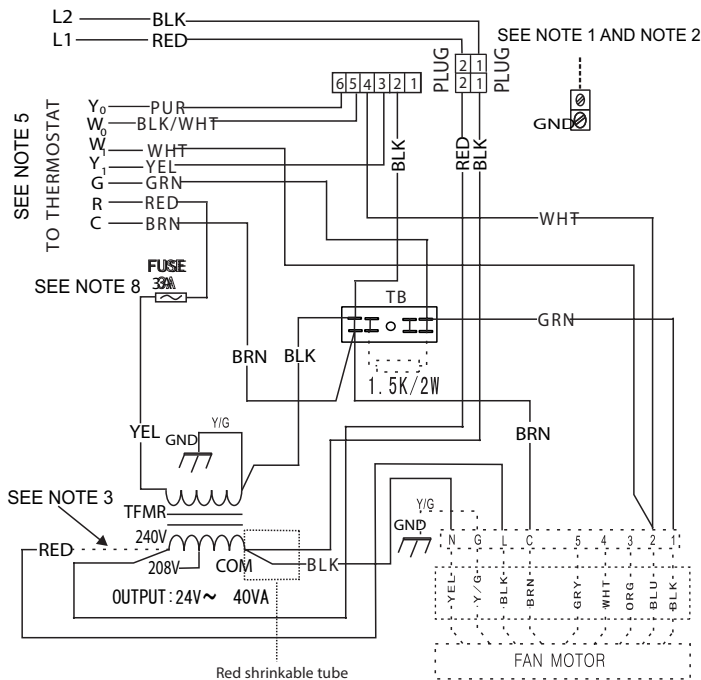 L2 BLK
L1 RED
SEE NOTE 1 AND NOTE 2
PLUG
2 1
2 1
PLUG
6 5 4 3 2 1
GND
SEE NOTE 5
TO THERMOSTAT
Y0 PUR
W0 BLK/WHT
W1 WHT
Y1 YEL
G GRN
R RED
C BRN
BLK
RED
BLK
WHT
FUSE
SEE NOTE 8
TB
GRN
1.5K/2W
BRN
BLK
YEL
Y/G
GND
BRN
SEE NOTE 3
TFMR
240V
RED
208V
COM
BLK
OUTPUT:24V~ 40VA
Y/G
GND
N G L C 5 4 3 2 1
YEL
Y/G
BLK
BRN
GRY
WHT
ORG
BLU
BLK
FAN MOTOR
Red shrinkable tube